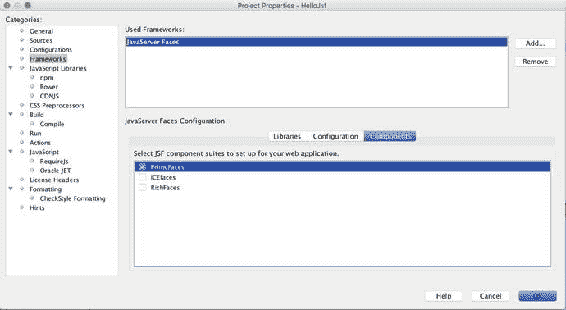 Project Properties - HelloJsf
Categories:
General
Sources
Configurations
Frameworks
JavaScript Libraries
npm
Bower
CDNJS
CSS Preprocessors
Build
Compile
Run
Actions
JavaScript
RequireJs
Oracle JET
License Headers
Formatting
CheckStyle Formatting
Hints
Used Frameworks:
JavaServer Faces
Add...
Remove
JavaServer Faces Configuration
Libraries
Configuration
Components
Select JSF component suites to set up for your web application.
PrimeFaces
ICEfaces
RichFaces
Help
Cancel